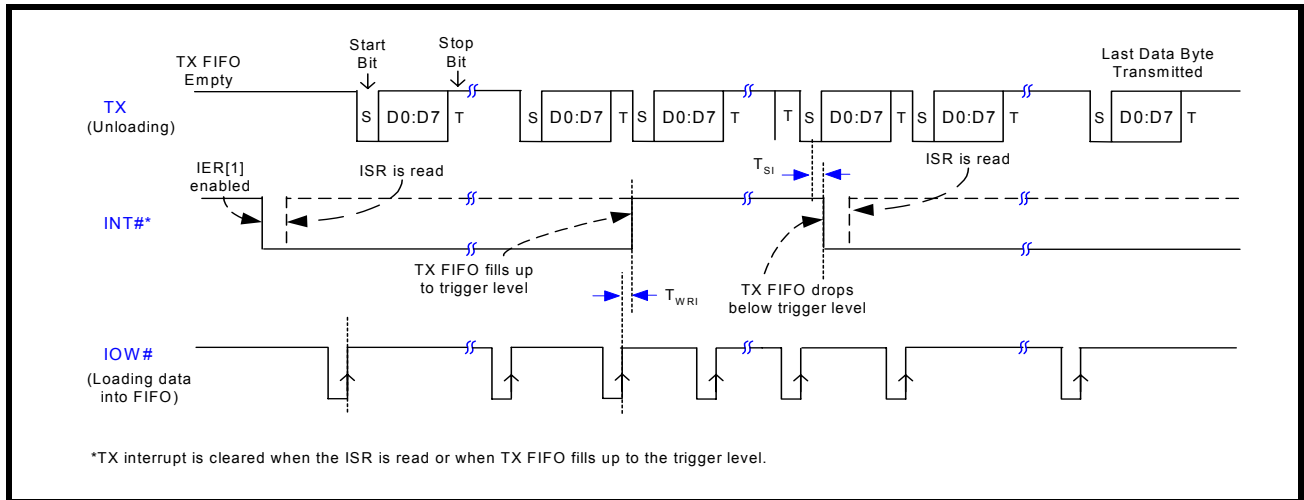 Start
Bit
Stop
Bit
TX FIFO
Empty
Last Data Byte
Transmitted
TX
(Unloading)
S D0:D7 T S D0:D7 T S D0:D7 T T S D0:D7 T S D0:D7 T S D0:D7 T
IER[1]
enabled
ISR is read
TSI
ISR is read
INT#*
TX FIFO fills up
to trigger level
TWRI
TX FIFO drops
below trigger level
IOW#
(Loading data
into FIFO)
*TX interrupt is cleared when the ISR is read or when TX FIFO fills up to the trigger level.